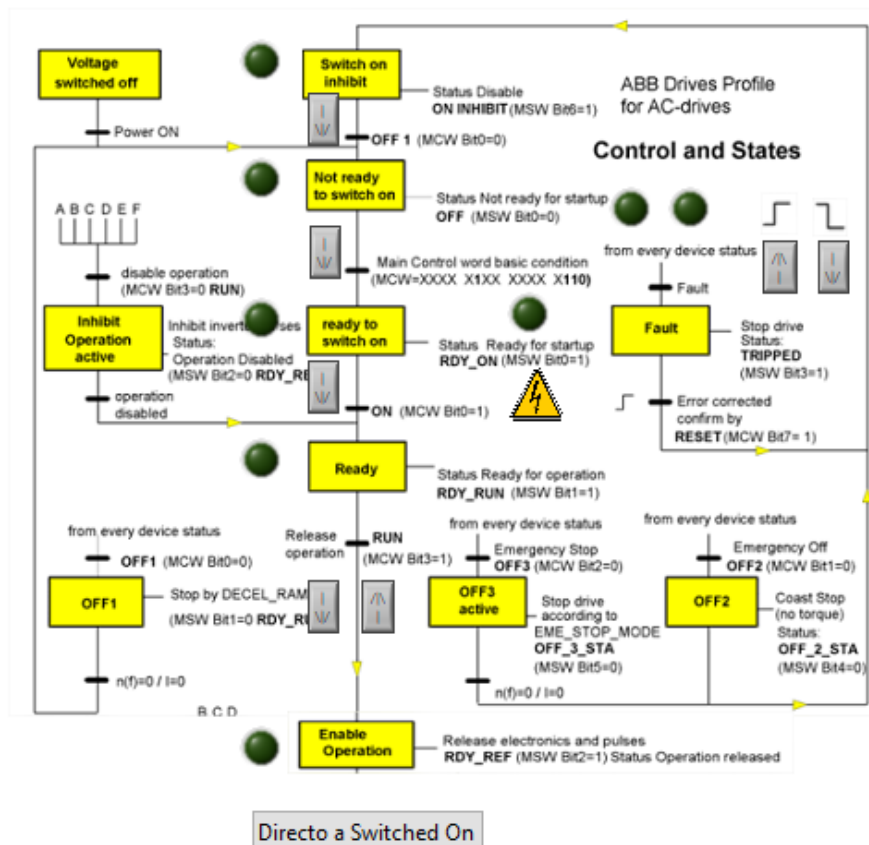 Voltage
switched off
Power ON
Switch on
inhibit
Status Disable
ON INHIBIT (MSW Bit6=1)
OFF 1 (MCW Bit0=0)
ABB Drives Profile
for AC-drives
Control and States
Not ready
to switch on
Status Not ready for startup
OFF (MSW Bit0=0)
Main Control word basic condition
(MCW=XXXX X1XX XXXX X110)
A B C D E F
disable operation
(MCW Bit3=0 RUN)
Inhibit
Operation
active
Inhibit
Status:
Operation Disabled
(MSW Bit2=0
operation
disabled
ready to
switch on
Status Ready for startup
RDY_ON (MSW Bit0=1)
ON (MCW Bit0=1)
from every device status
Fault
Fault
Stop drive
Status:
TRIPPED
(MSW Bit3=1)
Error corrected
confirm by
RESET (MCW Bit7= 1)
Ready
Status Ready for operation
RDY_RUN (MSW Bit1=1)
Release
operation
RUN
(MCW Bit3=1)
from every device status
OFF1 (MCW Bit0=0)
OFF1
Stop by
(MSW Bit1=0
n(f)=0 / I=0
from every device status
Emergency Stop
OFF3 (MCW Bit2=0)
OFF3
active
Stop drive
according to
EME_STOP_MODE
OFF_3_STA
(MSW Bit5=0)
n(f)=0 / I=0
from every device status
Emergency Off
OFF2 (MCW Bit1=0)
OFF2
Coast Stop
(no torque)
Status:
OFF_2_STA
(MSW Bit4=0)
B C D
Enable
Operation
Release electronics and pulses
RDY_REF (MSW Bit2=1) Status Operation released
Directo a Switched On